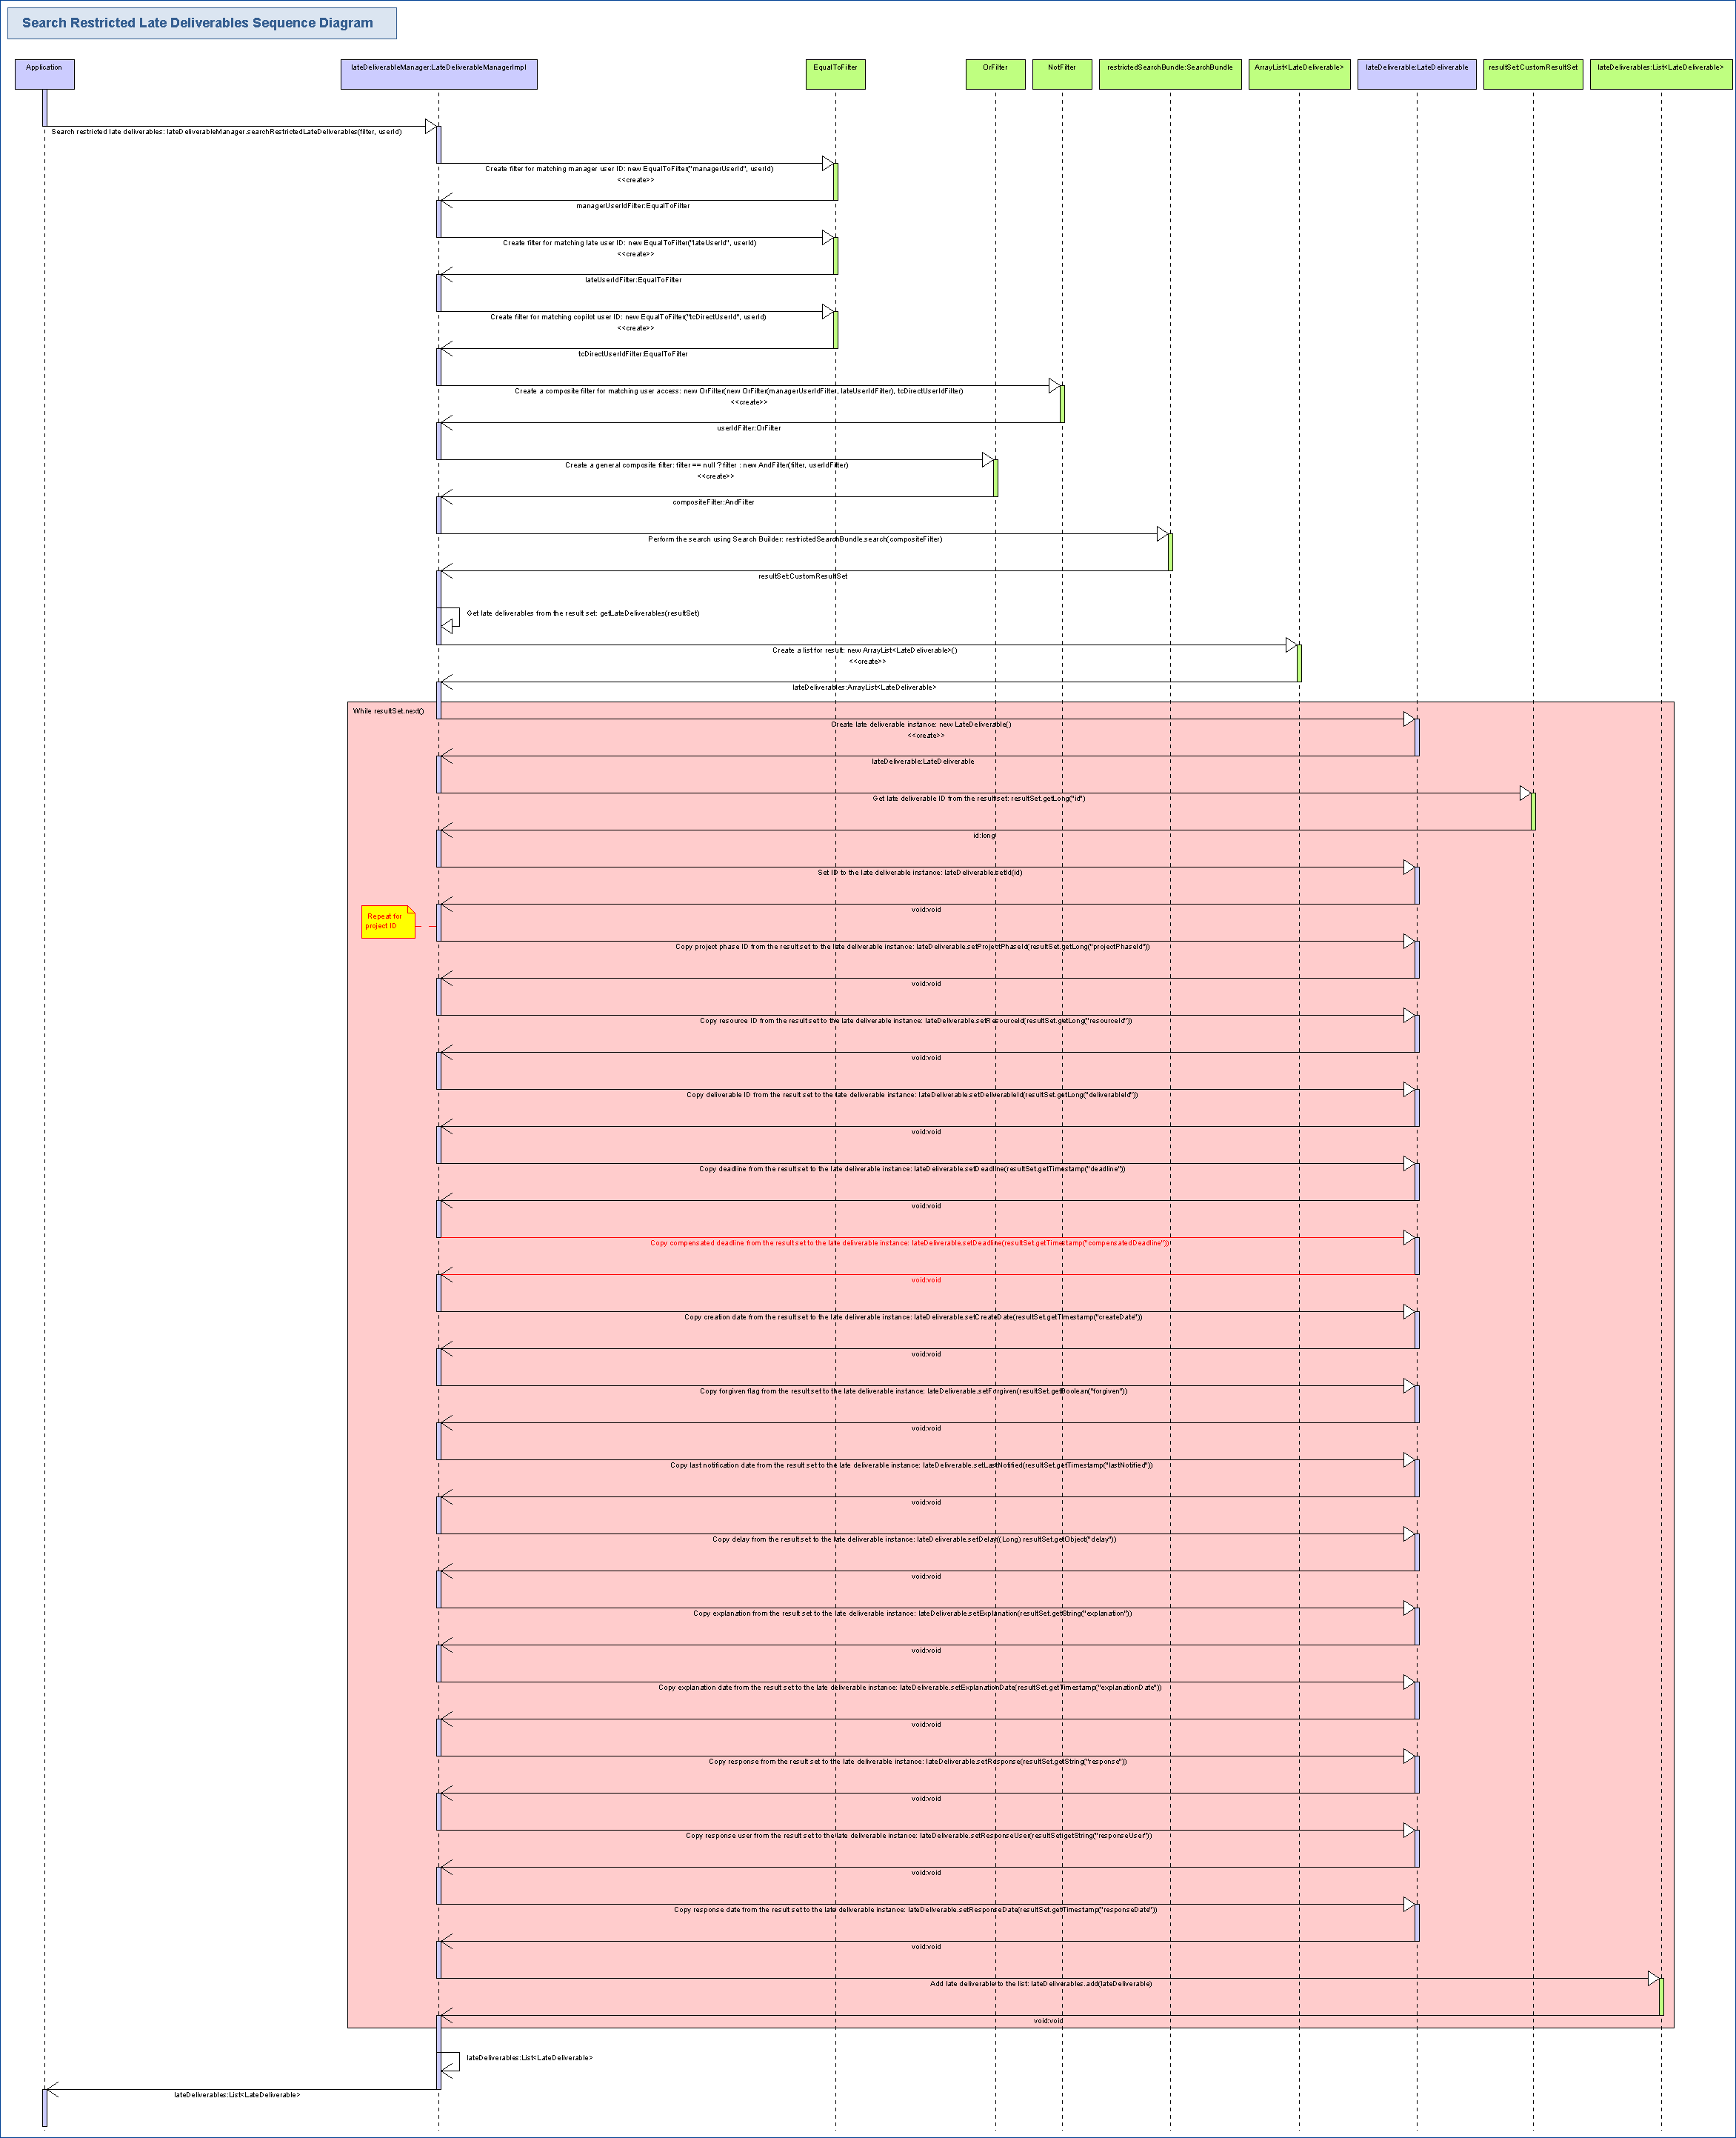 Search Restricted Late Deliverables Sequence Diagram
Application
lateDeliverableManager:LateDeliverableManagerImpl
EqualToFilter
OrFilter
NotFilter
restrictedSearchBundle:SearchBundle
ArrayList<LateDeliverable>
lateDeliverable:LateDeliverable
resultSet:CustomResultSet
lateDeliverables:List<LateDeliverable>
Search restricted late deliverables: lateDeliverableManager.searchRestrictedLateDeliverables(filter, userId)
Create filter for matching manager user ID: new EqualToFilter("managerUserId", userId)
<<create>>
managerUserIdFilter:EqualToFilter
Create filter for matching late user ID: new EqualToFilter("lateUserId", userId)
<<create>>
lateUserIdFilter:EqualToFilter
Create filter for matching copilot user ID: new EqualToFilter("tcDirectUserId", userId)
<<create>>
tcDirectUserIdFilter:EqualToFilter
Create a composite filter for matching user access: new OrFilter(new OrFilter(managerUserIdFilter, lateUserIdFilter), tcDirectUserIdFilter)
<<create>>
userIdFilter:OrFilter
Create a general composite filter: filter == null ? filter : new AndFilter(filter, userIdFilter)
<<create>>
compositeFilter:AndFilter
Perform the search using Search Builder: restrictedSearchBundle.search(compositeFilter)
resultSet:CustomResultSet
Get late deliverables from the result set: getLateDeliverables(resultSet)
Create a list for result: new ArrayList<LateDeliverable>()
<<create>>
lateDeliverables:ArrayList<LateDeliverable>
While resultSet.next()
Create late deliverable instance: new LateDeliverable()
<<create>>
lateDeliverable:LateDeliverable
Get late deliverable ID from the result set: resultSet.getLong("id")
id:long
Set ID to the late deliverable instance: lateDeliverable.setId(id)
void:void
Repeat for
project ID
Copy project phase ID from the result set to the late deliverable instance: lateDeliverable.setProjectPhaseId(resultSet.getLong("projectPhaseId"))
void:void
Copy resource ID from the result set to the late deliverable instance: lateDeliverable.setResourceId(resultSet.getLong("resourceId"))
void:void
Copy deliverable ID from the result set to the late deliverable instance: lateDeliverable.setDeliverableId(resultSet.getLong("deliverableId"))
void:void
Copy deadline from the result set to the late deliverable instance: lateDeliverable.setDeadline(resultSet.getTimestamp("deadline"))
void:void
Copy compensated deadline from the result set to the late deliverable instance: lateDeliverable.setDeadline(resultSet.getTimestamp("compensatedDeadline"))
void:void
Copy creation date from the result set to the late deliverable instance: lateDeliverable.setCreateDate(resultSet.getTimestamp("createDate"))
void:void
Copy forgiven flag from the result set to the late deliverable instance: lateDeliverable.setForgiven(resultSet.getBoolean("forgiven"))
void:void
Copy last notification date from the result set to the late deliverable instance: lateDeliverable.setLastNotified(resultSet.getTimestamp("lastNotified"))
void:void
Copy delay from the result set to the late deliverable instance: lateDeliverable.setDelay((Long) resultSet.getObject("delay"))
void:void
Copy explanation from the result set to the late deliverable instance: lateDeliverable.setExplanation(resultSet.getString("explanation"))
void:void
Copy explanation date from the result set to the late deliverable instance: lateDeliverable.setExplanationDate(resultSet.getTimestamp("explanationDate"))
void:void
Copy response from the result set to the late deliverable instance: lateDeliverable.setResponse(resultSet.getString("response"))
void:void
Copy response user from the result set to the late deliverable instance: lateDeliverable.setResponseUser(resultSet.getString("responseUser"))
void:void
Copy response date from the result set to the late deliverable instance: lateDeliverable.setResponseDate(resultSet.getTimestamp("responseDate"))
void:void
Add late deliverable to the list: lateDeliverables.add(lateDeliverable)
void:void
lateDeliverables:List<LateDeliverable>
lateDeliverables:List<LateDeliverable>